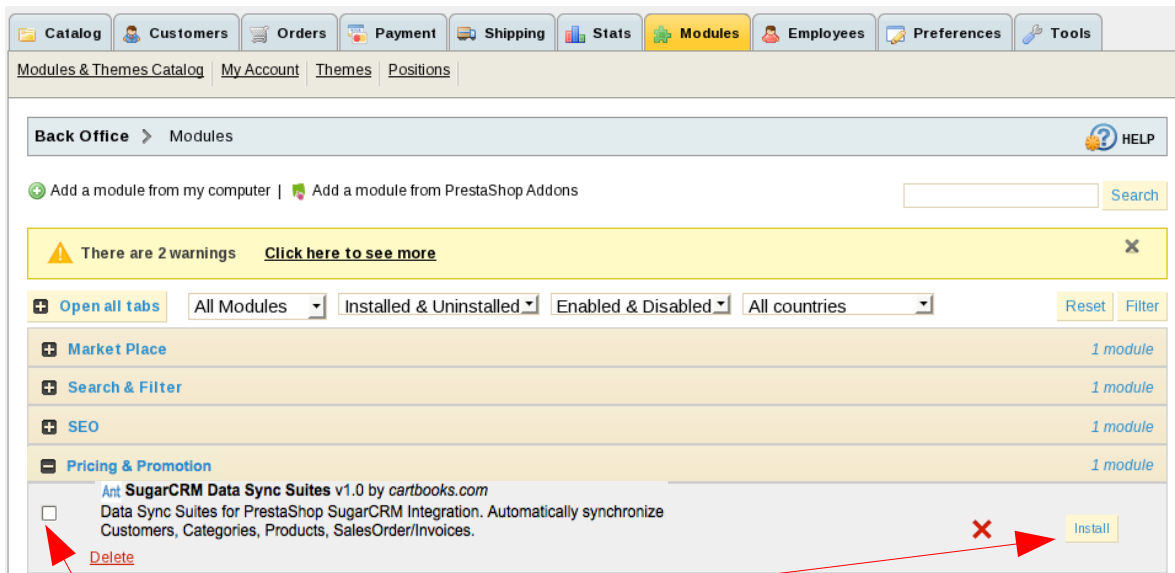 Catalog Customers Orders Payment Shipping Stats Modules Employees Preferences Tools
Modules & Themes Catalog My Account Themes Positions
Back Office > Modules HELP
Add a module from my computer | Add a module from PrestaShop Addons Search
There are 2 warnings Click here to see more
Open all tabs All Modules Installed & Uninstalled Enabled & Disabled All countries Reset Filter
Market Place 1 module
Search & Filter 1 module
SEO 1 module
Pricing & Promotion 1 module
Ant SugarCRM Data Sync Suites v1.0 by cartbooks.com
Data Sync Suites for PrestaShop SugarCRM Integration. Automatically synchronize
Customers, Categories, Products, SalesOrder/Invoices.
Install
Delete